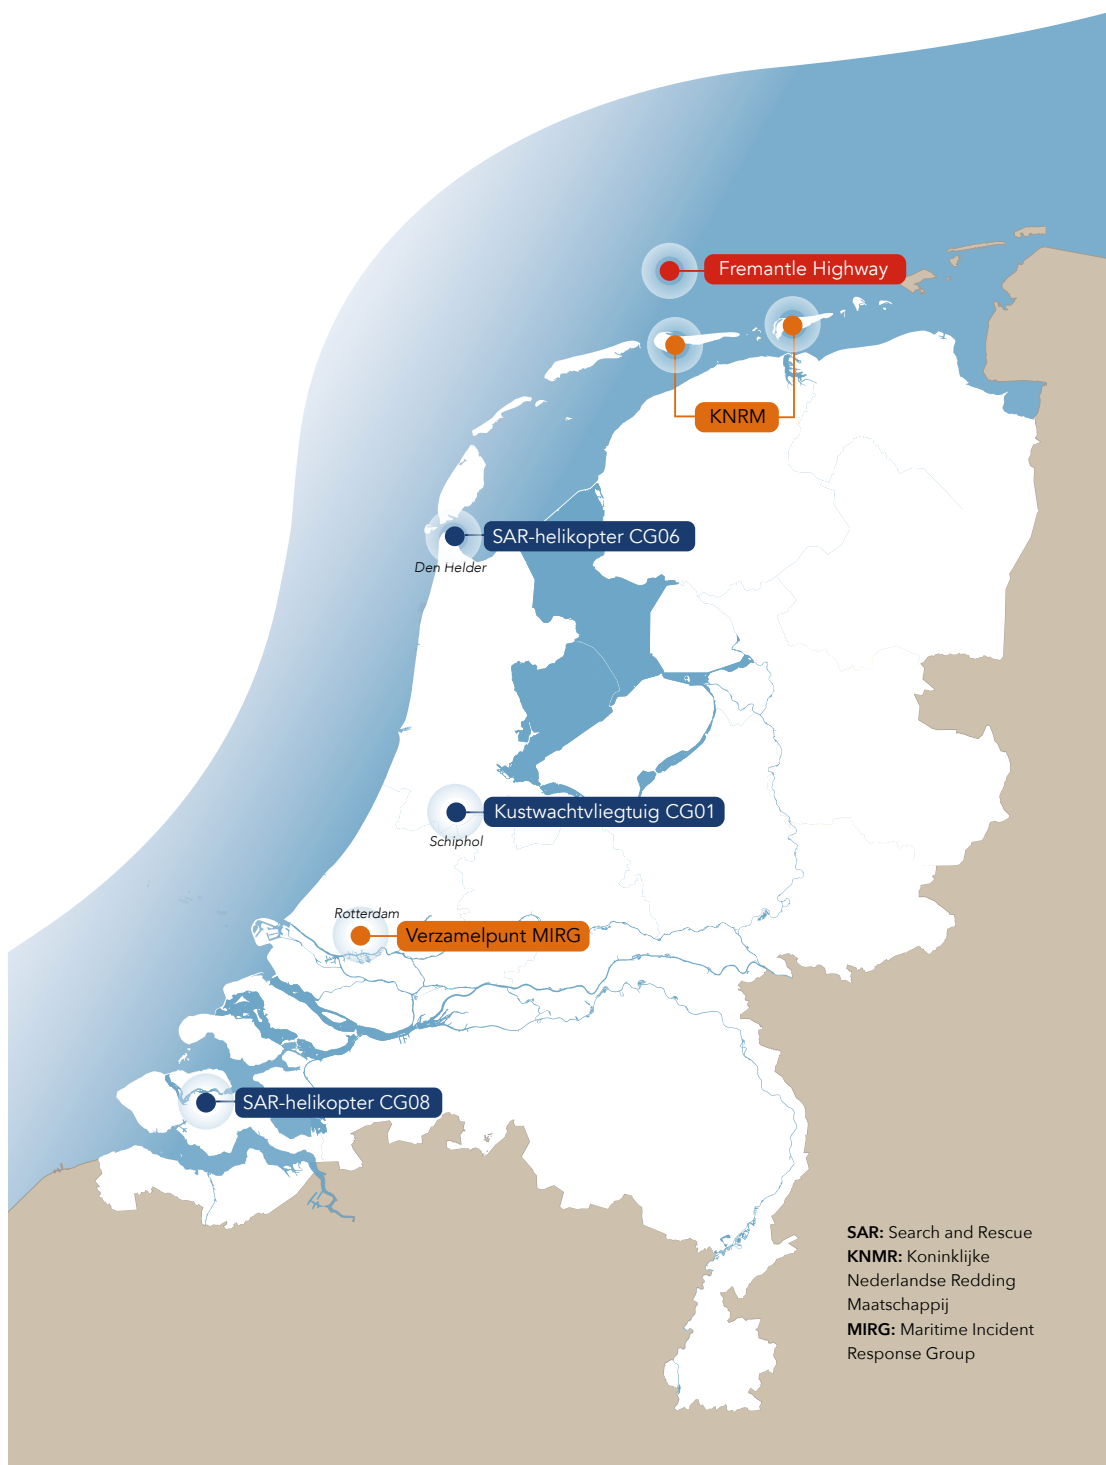 Fremantle Highway
KNRM
SAR-helikopter CG06
Den Helder
Kustwachtvliegtuig CG01
Schiphol
Rotterdam
Verzamelpunt MIRG
SAR-helikopter CG08
SAR: Search and Rescue
KNMR: Koninklijke
Nederlandse Redding
Maatschappij
MIRG: Maritime Incident
Response Group